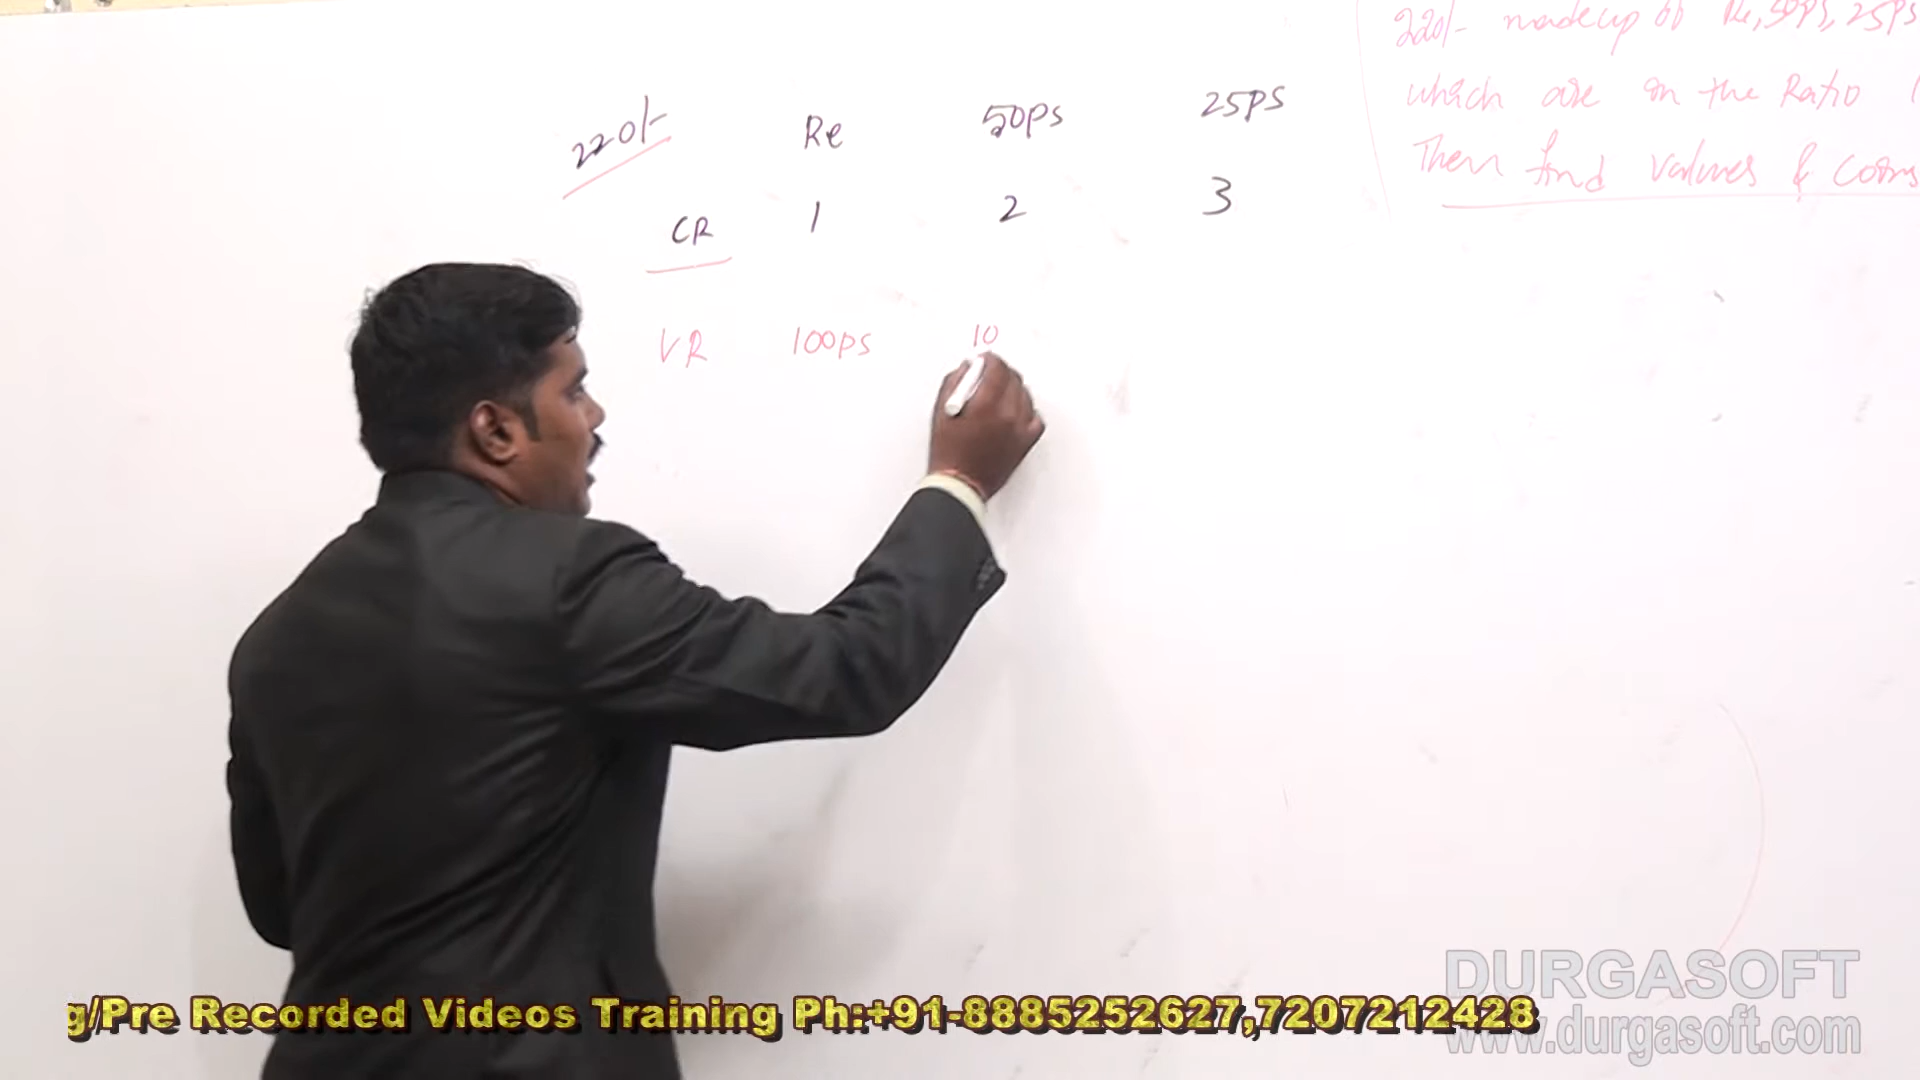 220/- Re 50ps 25ps
CR 1 2 3
VR 100ps 10
220/- madeup of Re, 50ps, 25ps
which are in the Ratio 1
Then find values & coins
DURGASOFT
www.durgasoft.com
g/Pre Recorded Videos Training Ph:+91-8885252627,7207212428